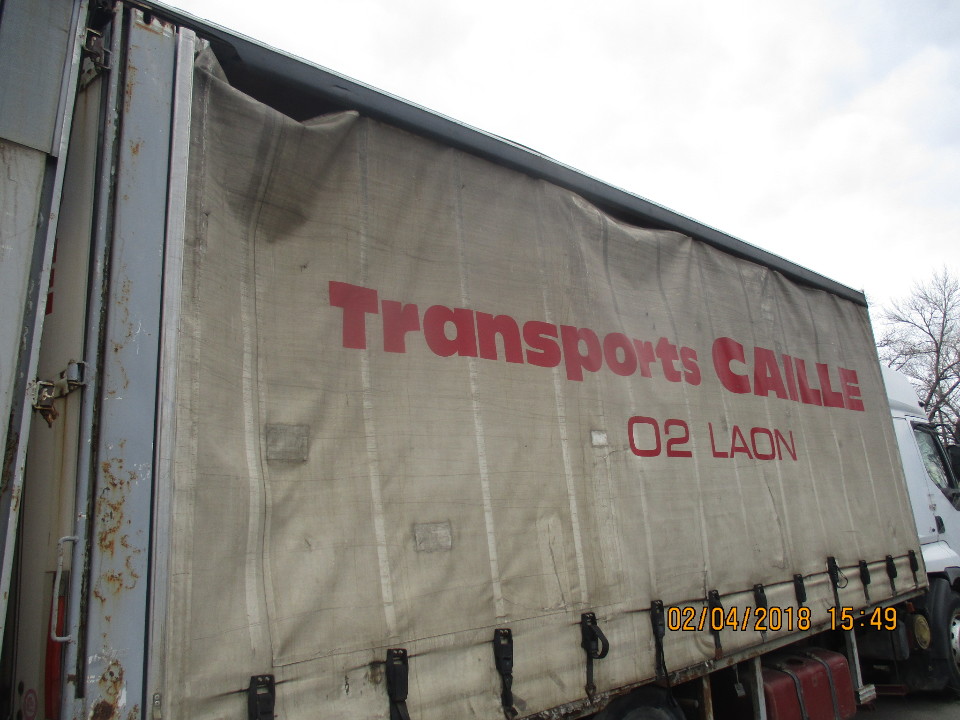 Transports CAILLE
02 LAON
02/04/2018 15:49